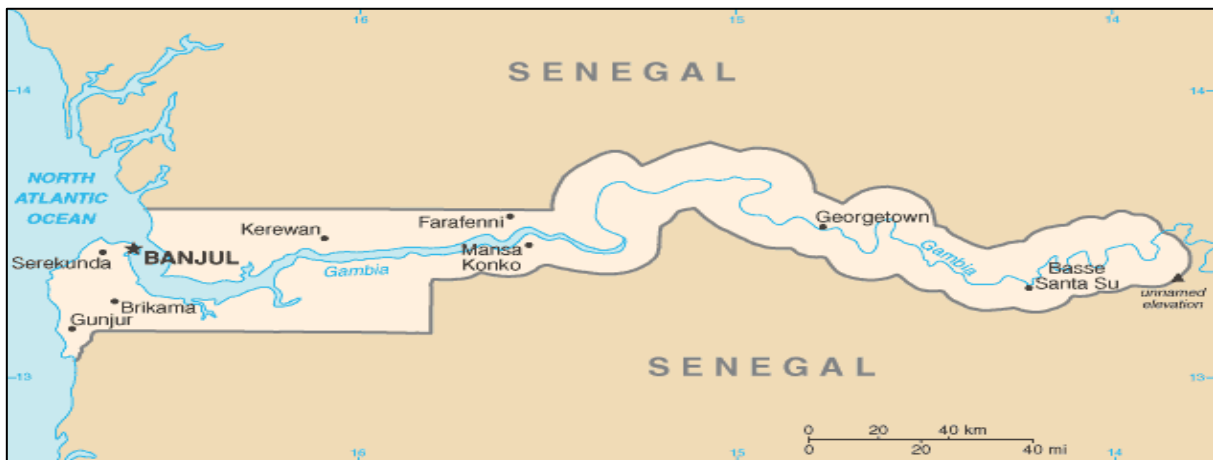 16
15
14
SENEGAL
14
14
NORTH
ATLANTIC
OCEAN
Farafenni
Georgetown
Kerewan
Serekunda
BANJUL
Mansa
Konko
Gambia
Gambia
Basse
Santa Su
unnamed
elevation
Brikama
Gunjur
SENEGAL
13
13
0 20 40 km
0 20 40 mi
16
15
14